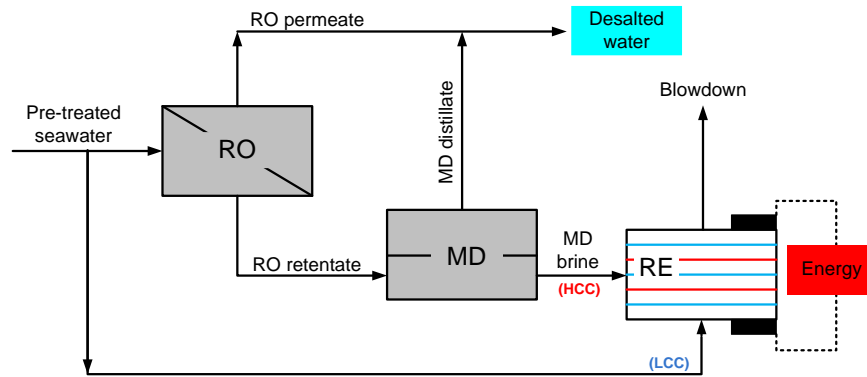 RO permeate
Desalted
water
Pre-treated
seawater
RO
MD distillate
Blowdown
RO retentate
MD
MD
brine
(HCC)
RE
Energy
(LCC)